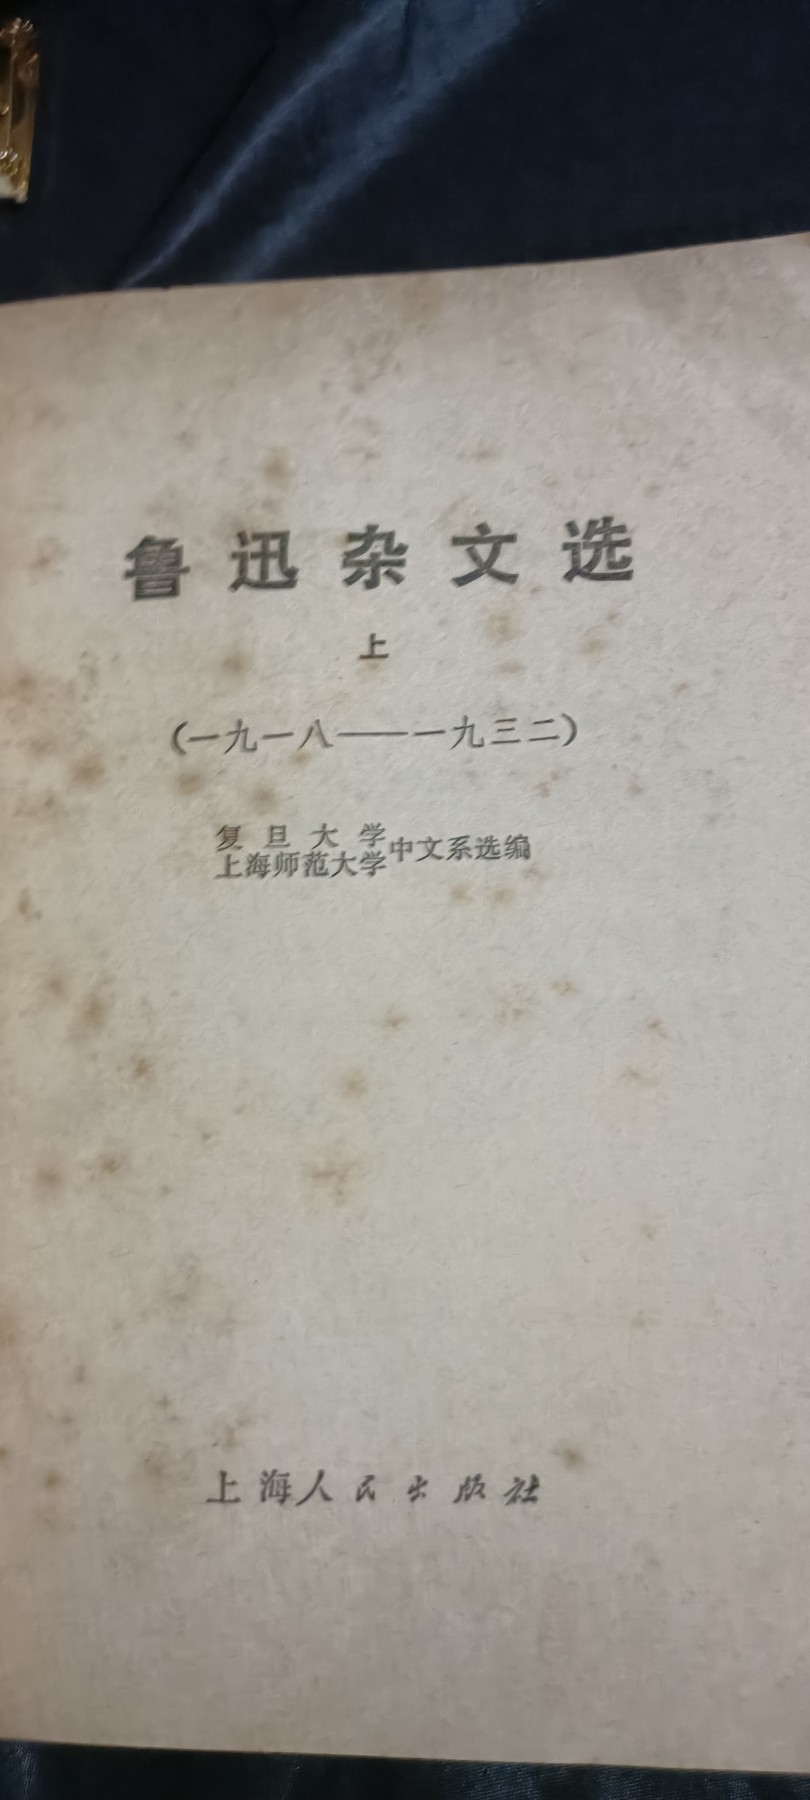 鲁迅杂文选
上
（一九一八——一九三二）
复旦大学
上海师范大学中文系选编
上海人民出版社